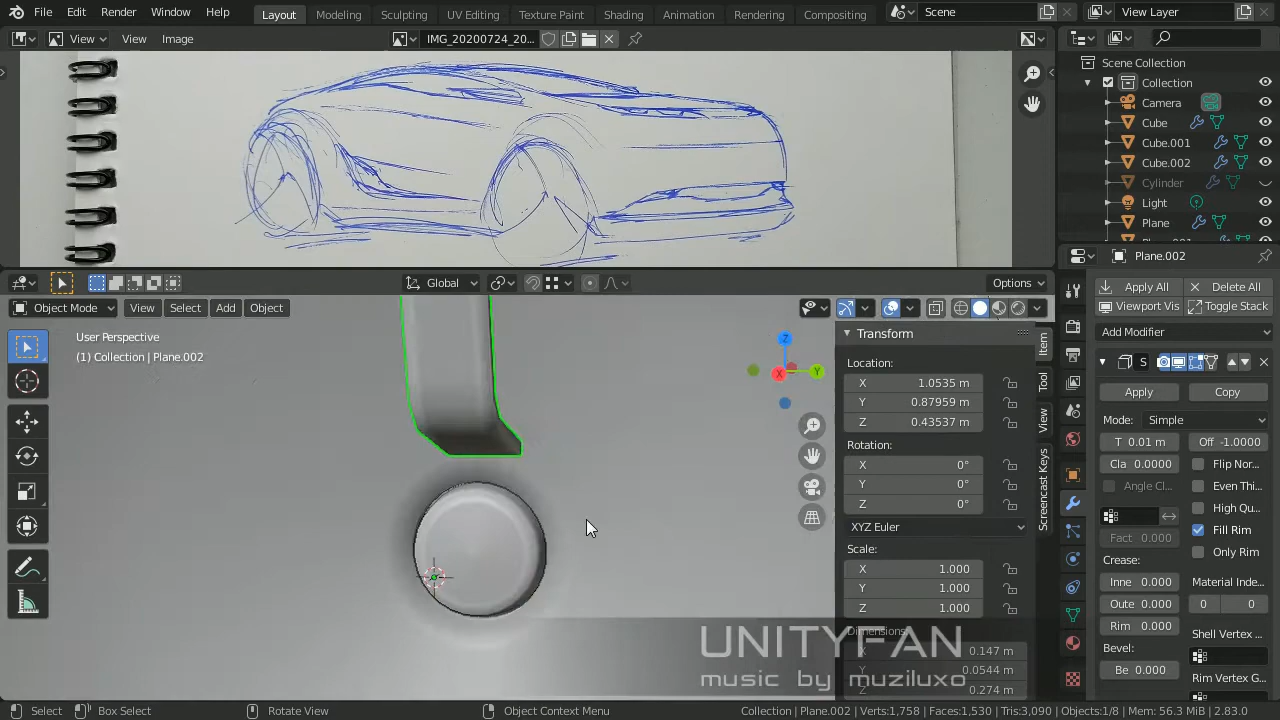 File Edit Render Window Help Layout Modeling Sculpting UV Editing Texture Paint Shading Animation Rendering Compositing Scene View Layer
View View Image IMG_20200724_20...
Scene Collection
Collection
Camera
Cube
Cube.001
Cube.002
Cylinder
Light
Plane
Global Options
Object Mode View Select Add Object
User Perspective
(1) Collection | Plane.002
X
Y
Z
Transform
Location:
X 1.0535 m
Y 0.87959 m
Z 0.43537 m
Rotation:
X 0°
Y 0°
Z 0°
XYZ Euler
Scale:
X 1.000
Y 1.000
Z 1.000
Dimensions:
X 0.147 m
Y 0.0544 m
Z 0.274 m
Item
Tool
View
Screencast Keys
Plane.002
Apply All Delete All
Viewport Vis Toggle Stack
Add Modifier
S
Apply Copy
Mode: Simple
T 0.01 m Off -1.0000
Cla 0.0000 Flip Nor...
Angle Cl... Even Thi...
High Qu...
Fact 0.000 Fill Rim
Only Rim
Crease:
Inne 0.000 Material Inde...
Oute 0.000 0 0
Rim 0.000 Shell Vertex ...
Bevel:
Be 0.000 Rim Vertex G...
UNITYFAN
music by muziluxo
Select Box Select Rotate View Object Context Menu Collection | Plane.002 | Verts:1,758 | Faces:1,530 | Tris:3,090 | Objects:1/8 | Mem: 56.3 MiB | 2.83.0